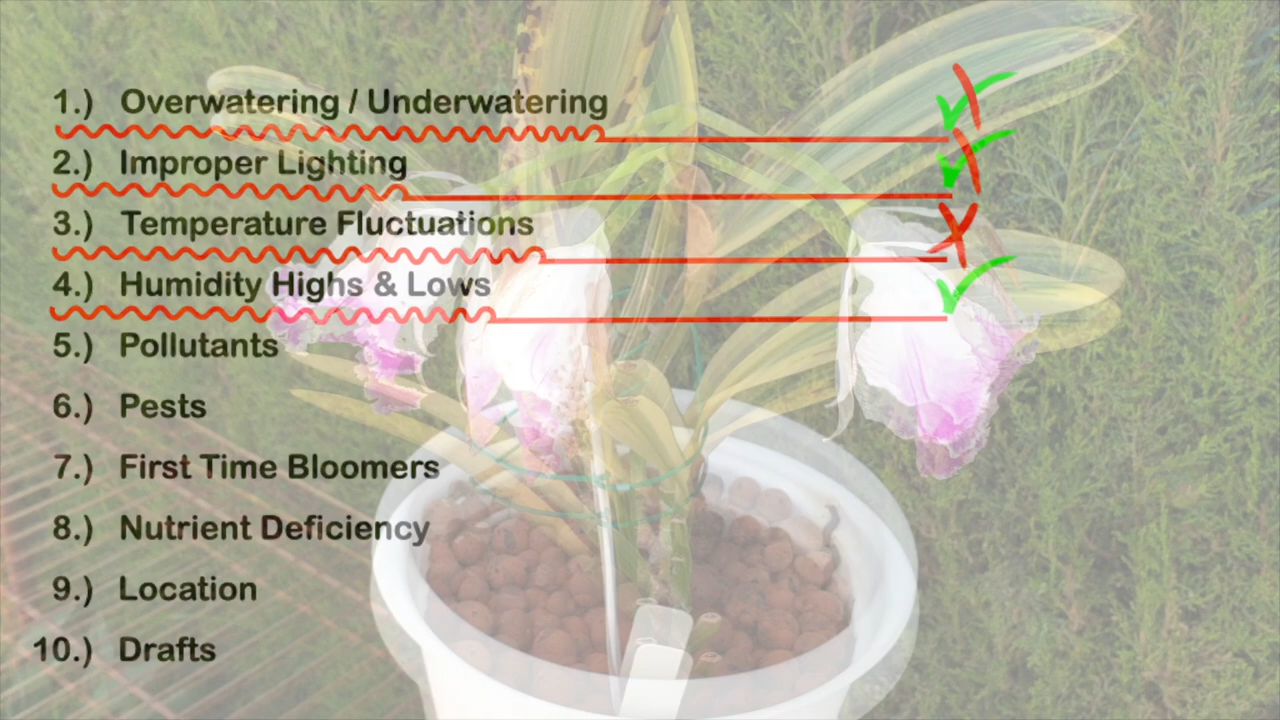 1.) Overwatering / Underwatering
2.) Improper Lighting
3.) Temperature Fluctuations
4.) Humidity Highs & Lows
5.) Pollutants
6.) Pests
7.) First Time Bloomers
8.) Nutrient Deficiency
9.) Location
10.) Drafts